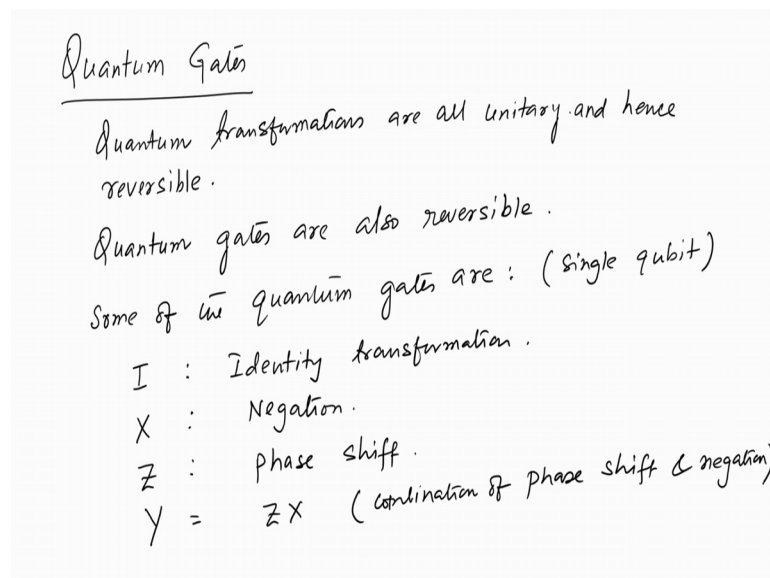 Quantum Gates
Quantum transformations are all unitary and hence
reversible.
Quantum gates are also reversible.
Some of the quantum gates are: (single qubit)
I : Identity transformation.
X : Negation.
Z : Phase shift.
Y = ZX (combination of phase shift & negation)